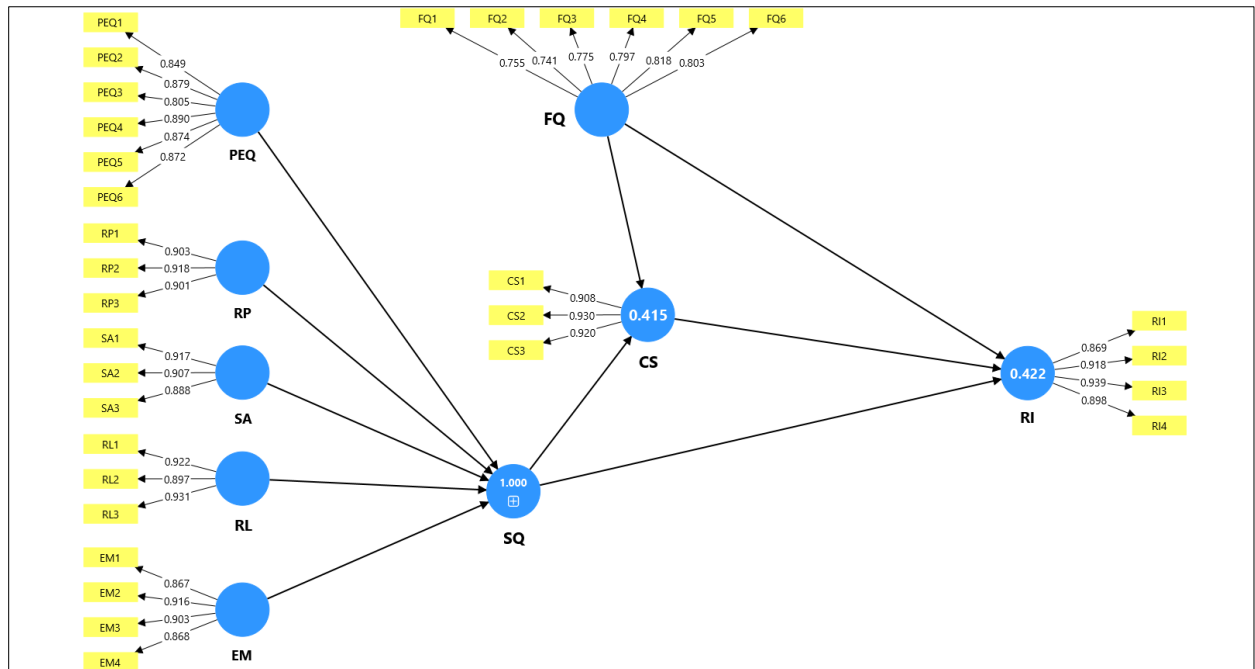 PEQ1
PEQ2
PEQ3
PEQ4
PEQ5
PEQ6
0.849
0.879
0.805
0.890
0.874
0.872
PEQ
RP1
RP2
RP3
0.903
0.918
0.901
RP
SA1
SA2
SA3
0.917
0.907
0.888
SA
RL1
RL2
RL3
0.922
0.897
0.931
RL
EM1
EM2
EM3
EM4
0.867
0.916
0.903
0.868
EM
FQ1 FQ2 FQ3 FQ4 FQ5 FQ6
0.755 0.741 0.775 0.797 0.818 0.803
FQ
CS1
CS2
CS3
0.908
0.930
0.920
0.415
CS
1.000
SQ
0.422
RI
0.869
0.918
0.939
0.898
RI1
RI2
RI3
RI4